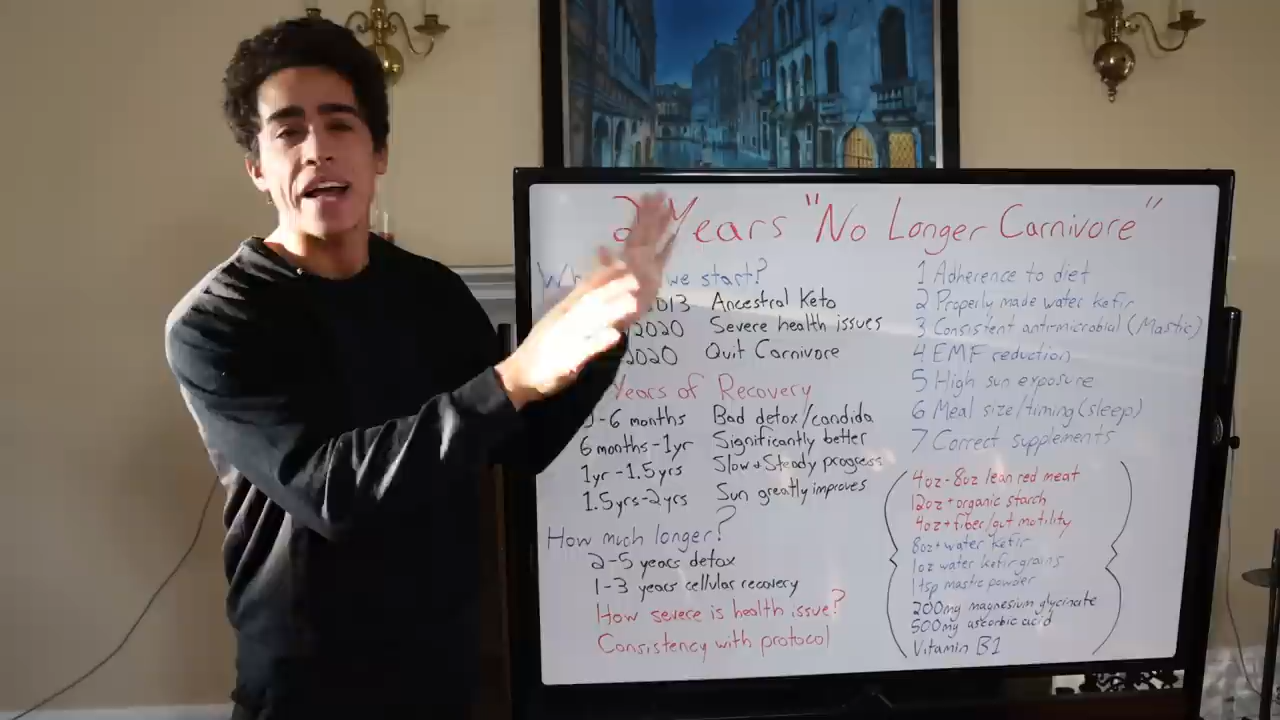 2 Years "No Longer Carnivore"
we start?
2013 Ancestral Keto
2020 Severe health issues
2020 Quit Carnivore
Years of Recovery
-6 months Bad detox/candida
6 months-1yr Significantly better
1yr-1.5yrs Slow+Steady progress
1.5yrs-2yrs Sun greatly improves
How much longer?
2-5 years detox
1-3 years cellular recovery
How severe is health issue?
Consistency with protocol
1 Adherence to diet
2 Properly made water kefir
3 Consistent antimicrobial (Mastic)
4 EMF reduction
5 High sun exposure
6 Meal size/timing (sleep)
7 Correct supplements
4oz-8oz lean red meat
12oz+organic starch
4oz+fiber/gut motility
8oz+water kefir
1oz water kefir grains
1tsp mastic powder
200mg magnesium glycinate
500mg ascorbic acid
Vitamin B1